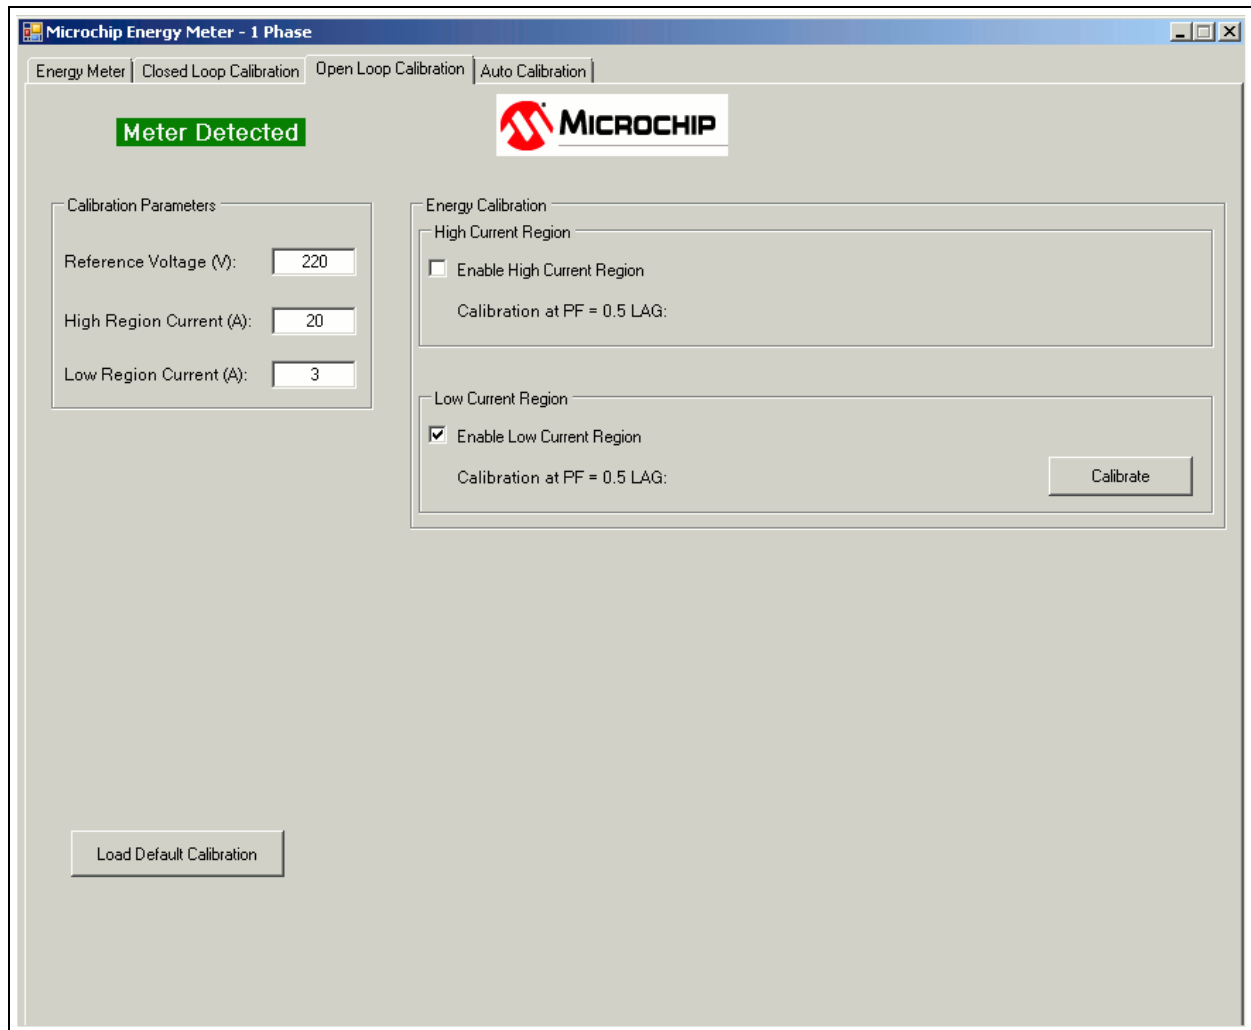 Microchip Energy Meter - 1 Phase
Energy Meter Closed Loop Calibration Open Loop Calibration Auto Calibration
Meter Detected
MICROCHIP
Calibration Parameters
Reference Voltage (V): 220
High Region Current (A): 20
Low Region Current (A): 3
Energy Calibration
High Current Region
Enable High Current Region
Calibration at PF = 0.5 LAG:
Low Current Region
Enable Low Current Region
Calibration at PF = 0.5 LAG:
Calibrate
Load Default Calibration